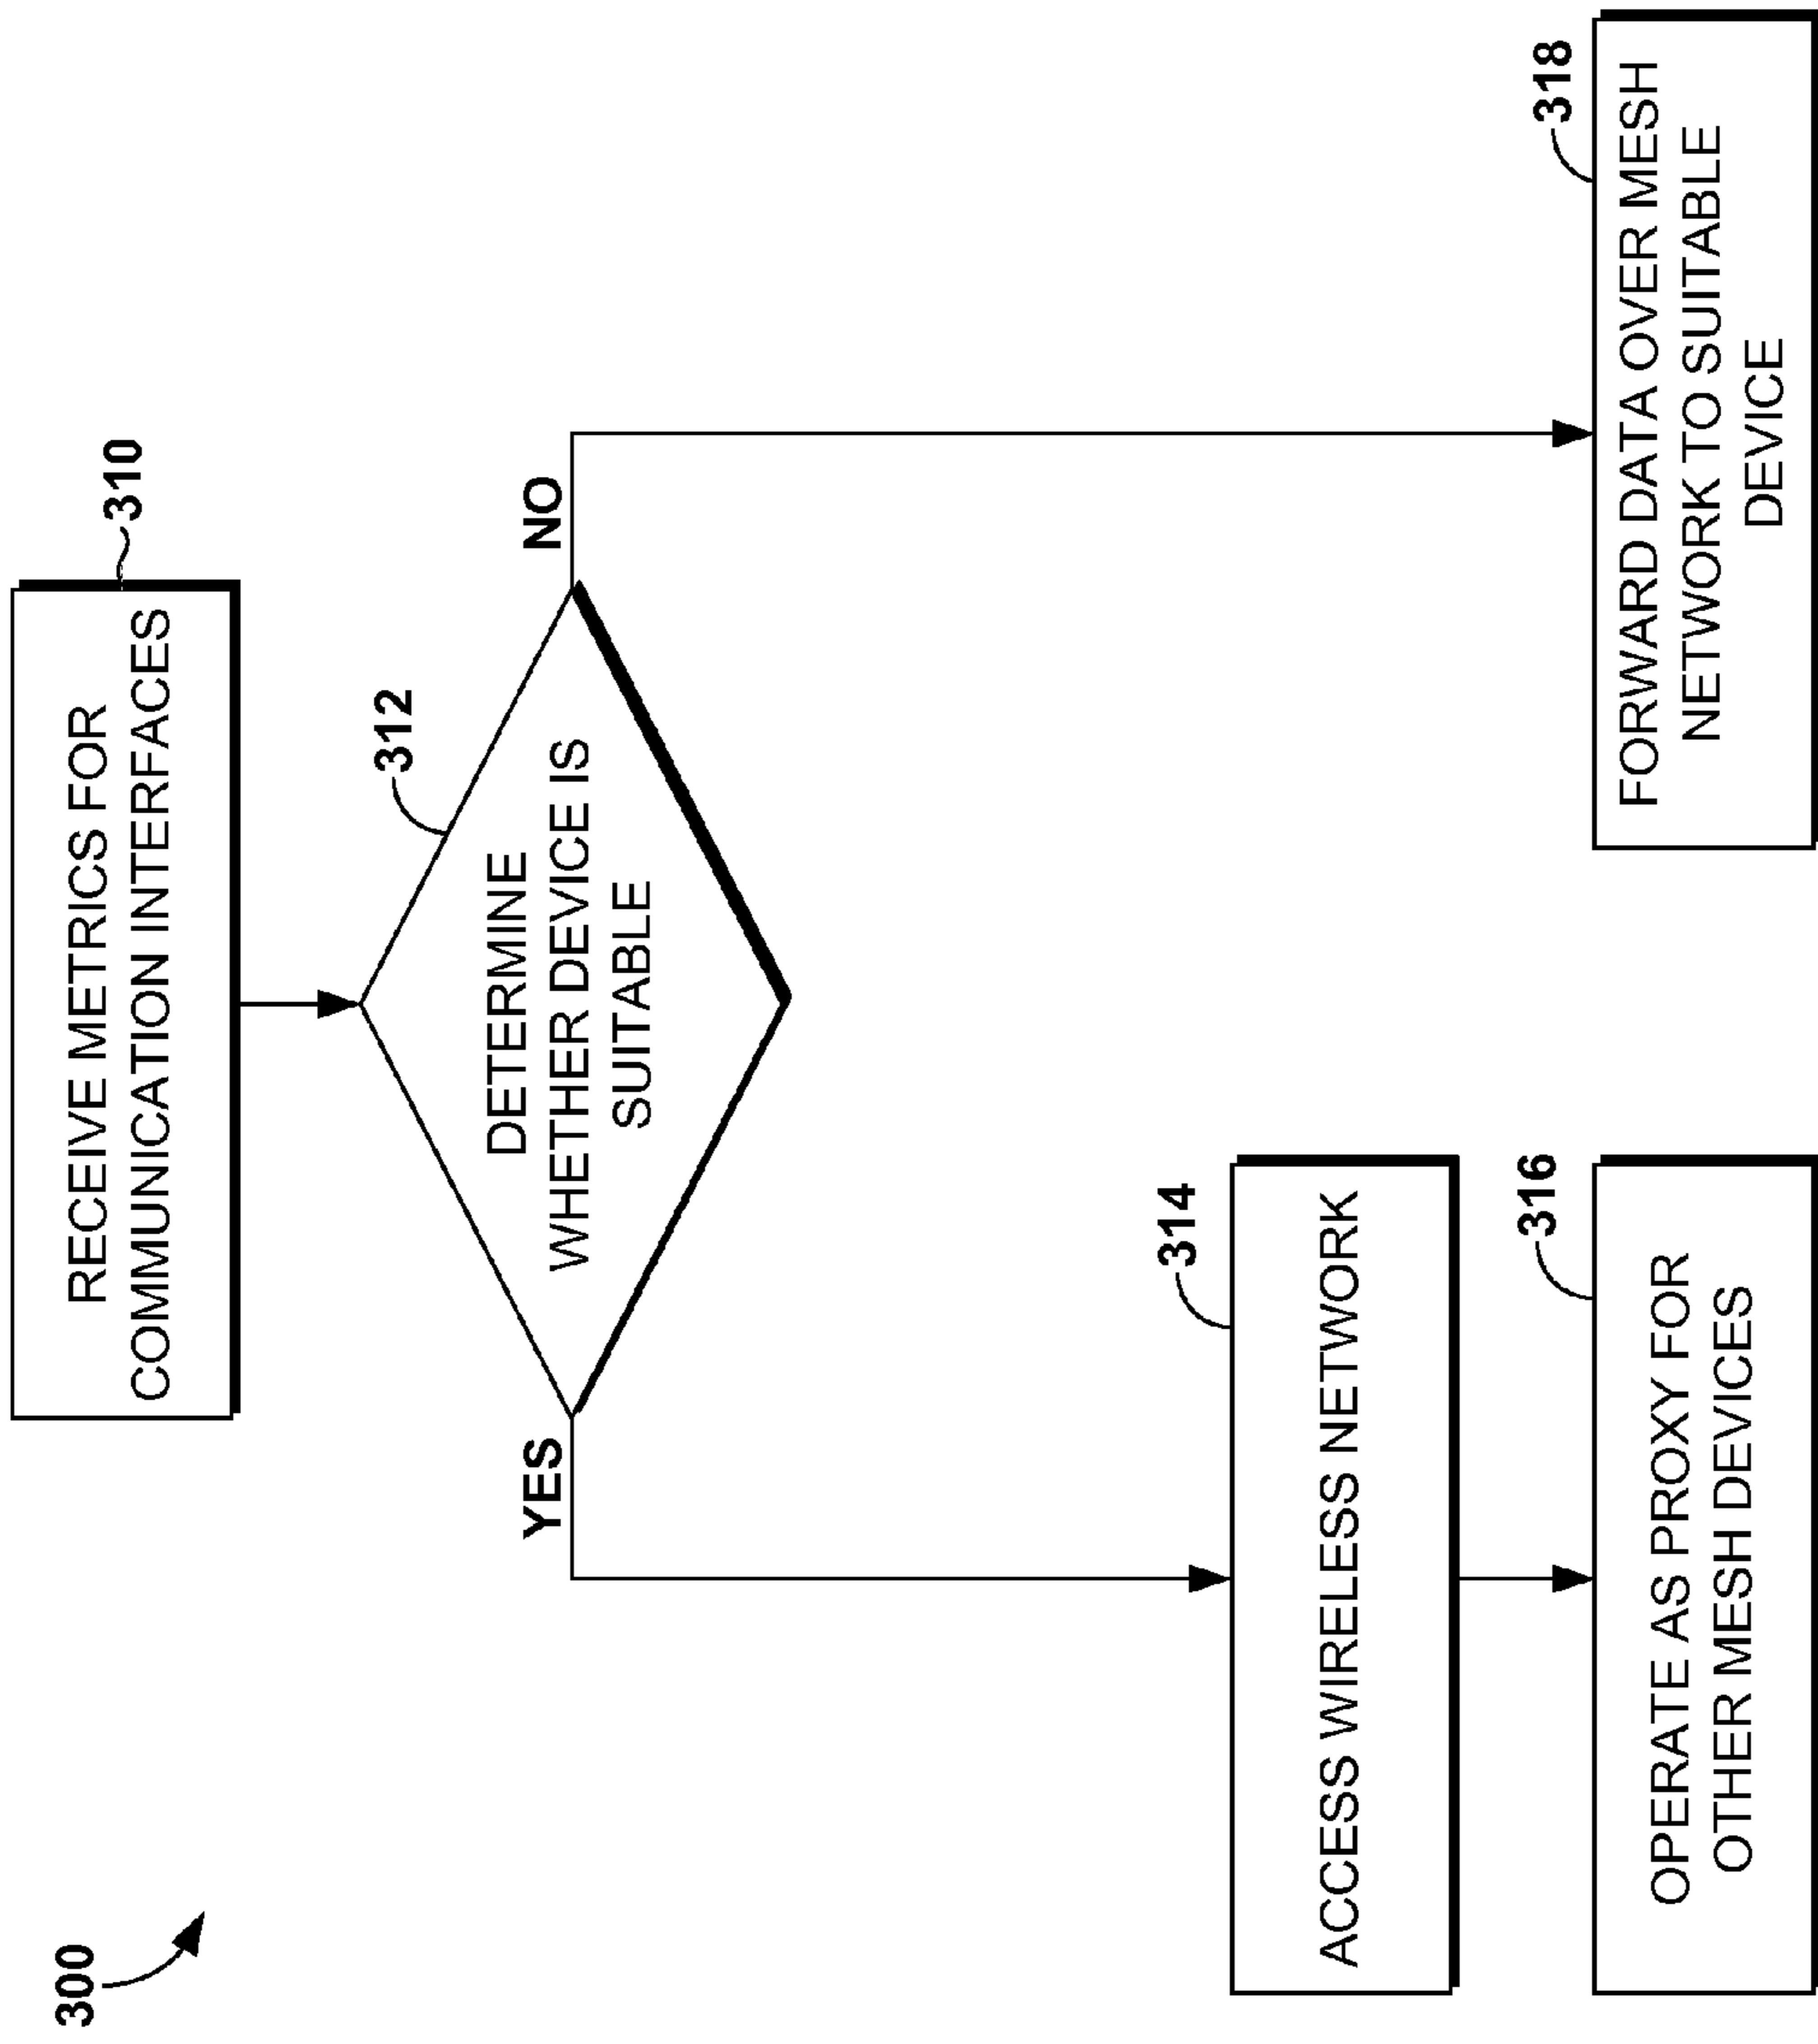 300
RECEIVE METRICS FOR
COMMUNICATION INTERFACES
310
312
DETERMINE
WHETHER DEVICE IS
SUITABLE
YES
NO
314
ACCESS WIRELESS NETWORK
316
OPERATE AS PROXY FOR
OTHER MESH DEVICES
318
FORWARD DATA OVER MESH
NETWORK TO SUITABLE
DEVICE